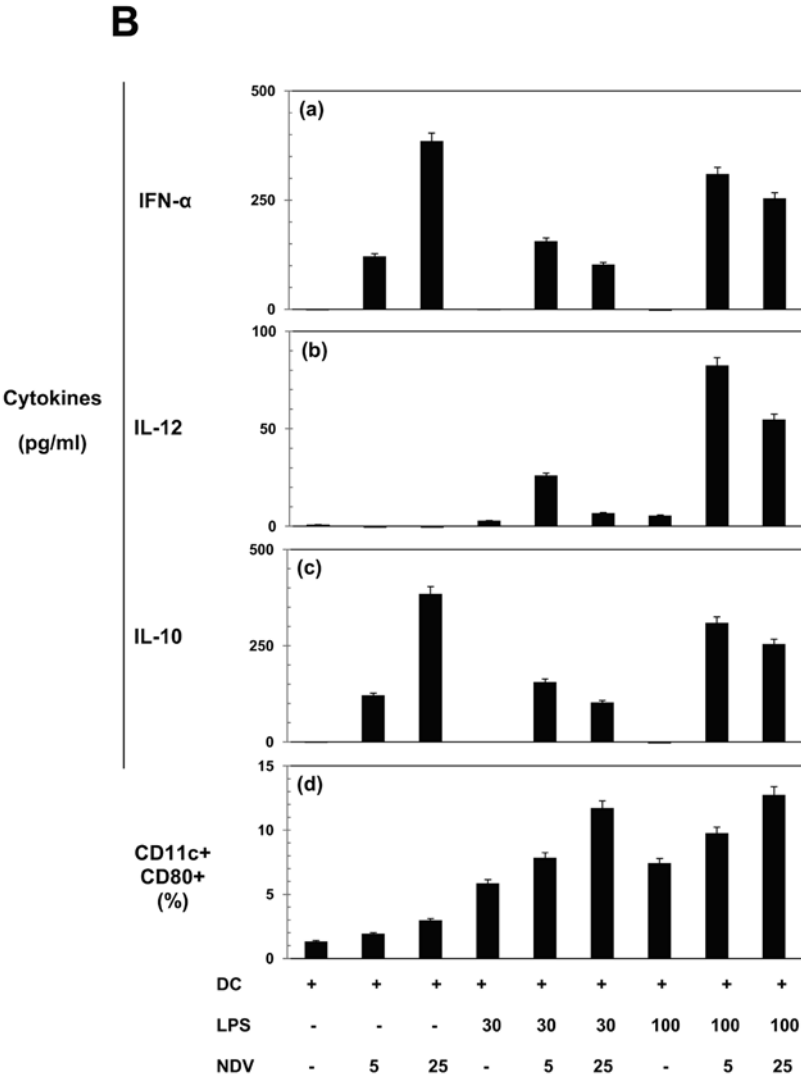 B
(a)
500
250
0
IFN-α
(b)
100
50
0
IL-12
Cytokines
(pg/ml)
(c)
500
250
0
IL-10
(d)
15
10
5
0
CD11c+
CD80+
(%)
DC + + + + + + + + +
LPS - - - 30 30 30 100 100 100
NDV - 5 25 - 5 25 - 5 25